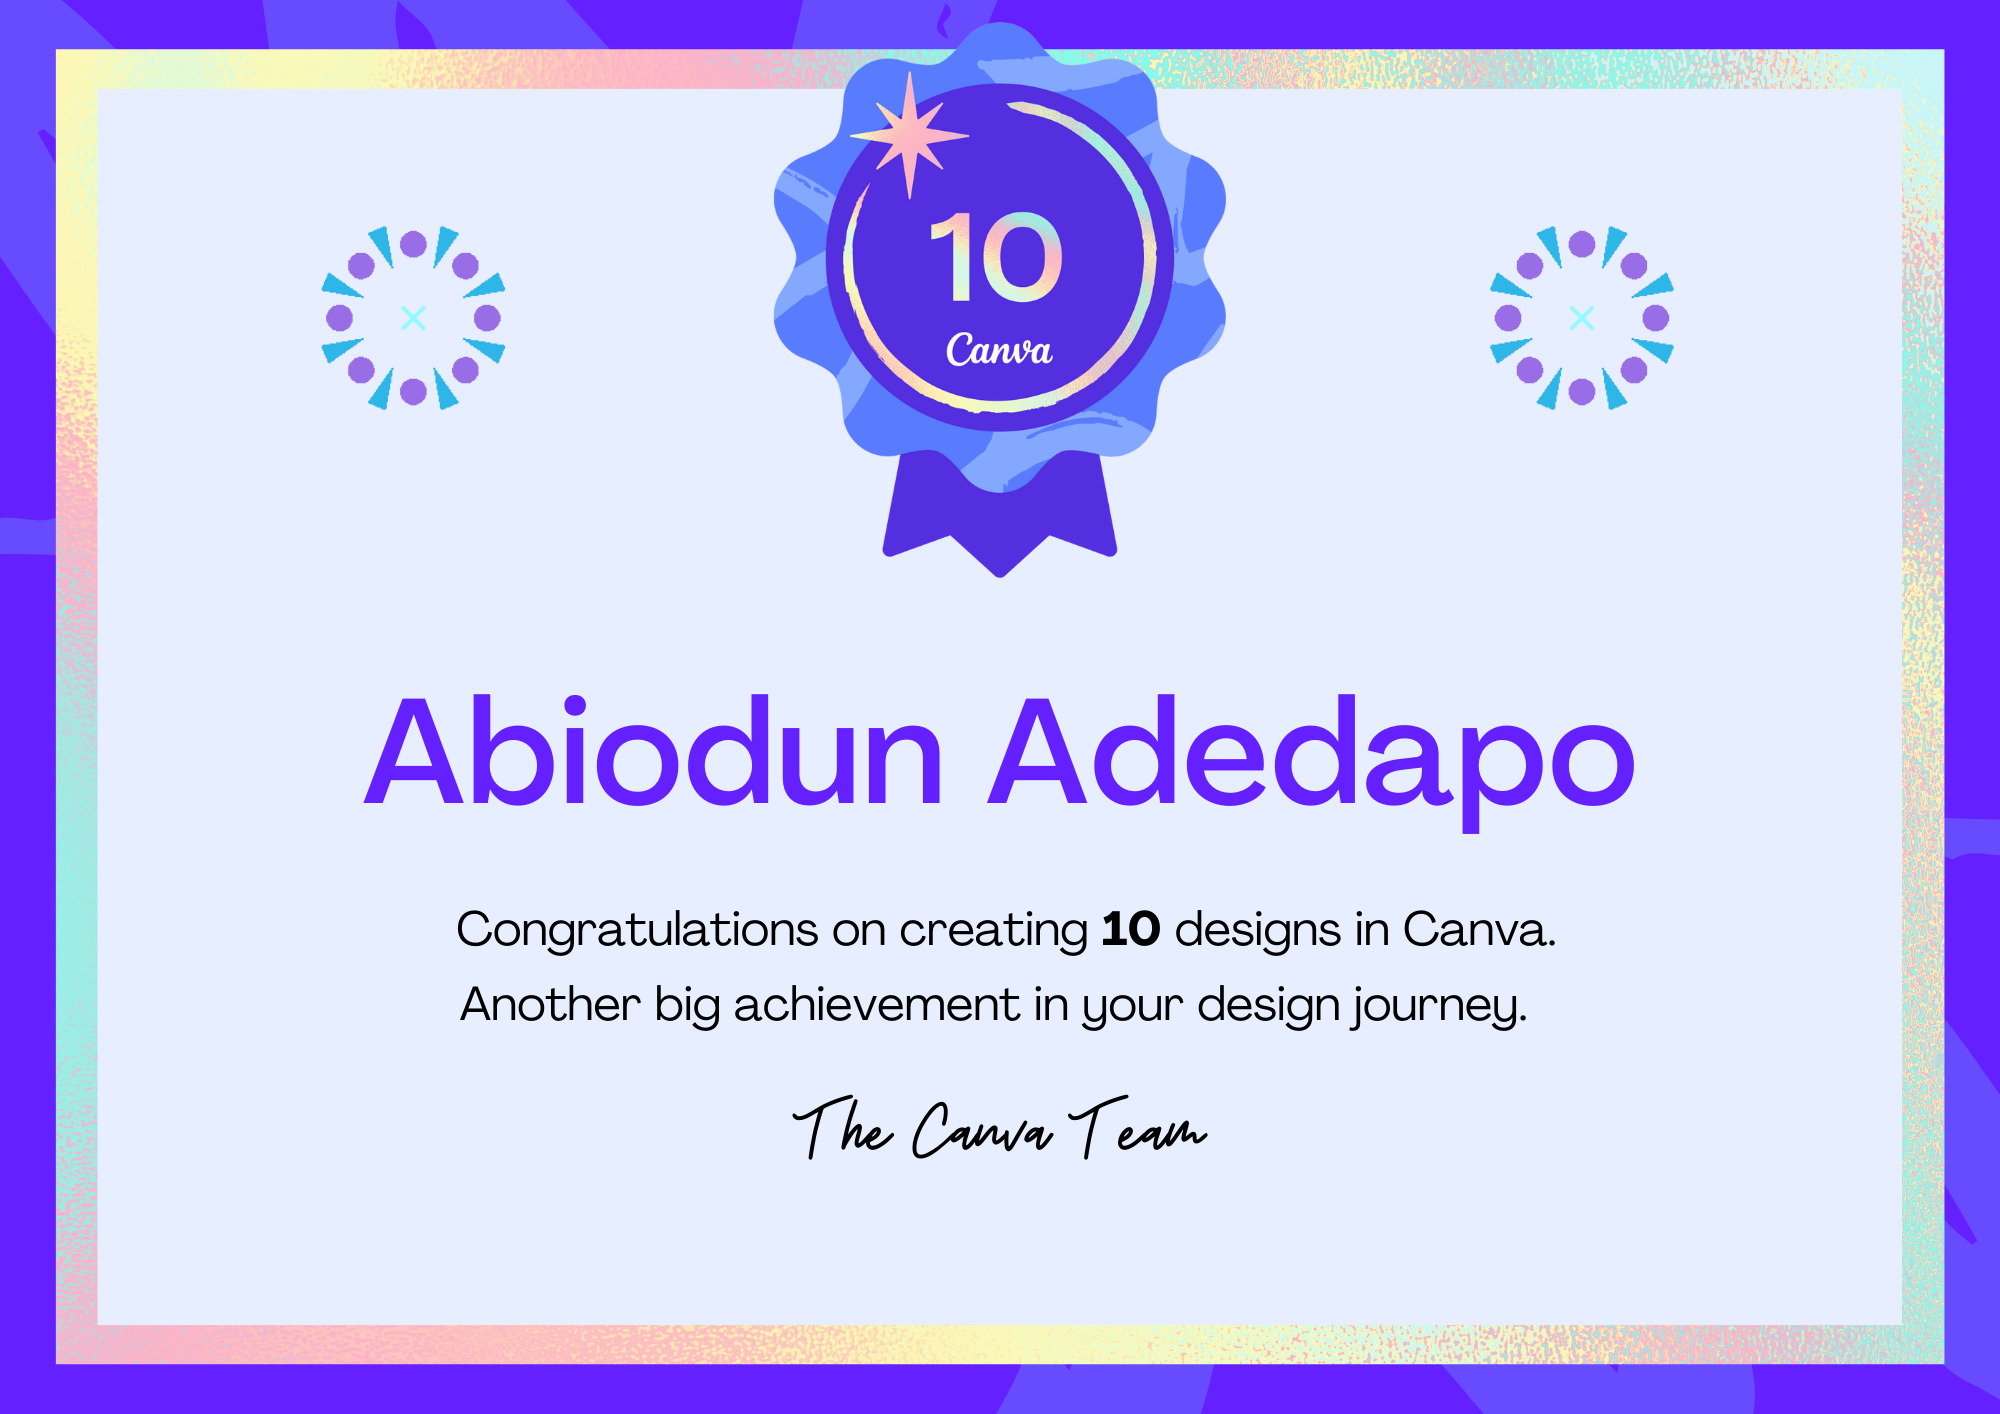 10
Canva
Abiodun Adedapo
Congratulations on creating 10 designs in Canva.
Another big achievement in your design journey.
The Canva Team